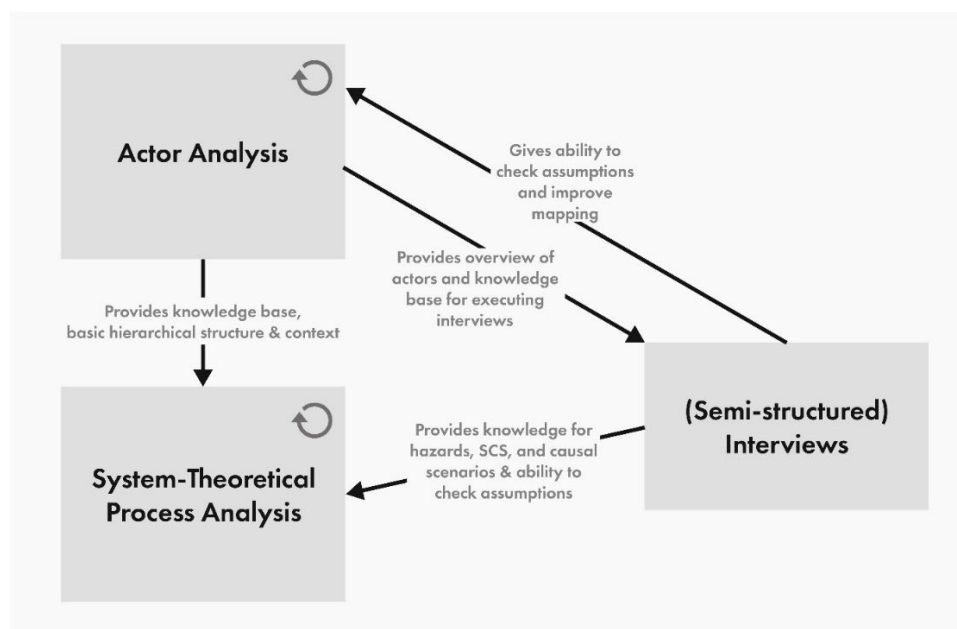 Actor Analysis
Gives ability to
check assumptions
and improve
mapping
Provides overview of
actors and knowledge
base for executing
interviews
Provides knowledge base,
basic hierarchical structure & context
(Semi-structured)
Interviews
Provides knowledge for
hazards, SCS, and causal
scenarios & ability to
check assumptions
System-Theoretical
Process Analysis